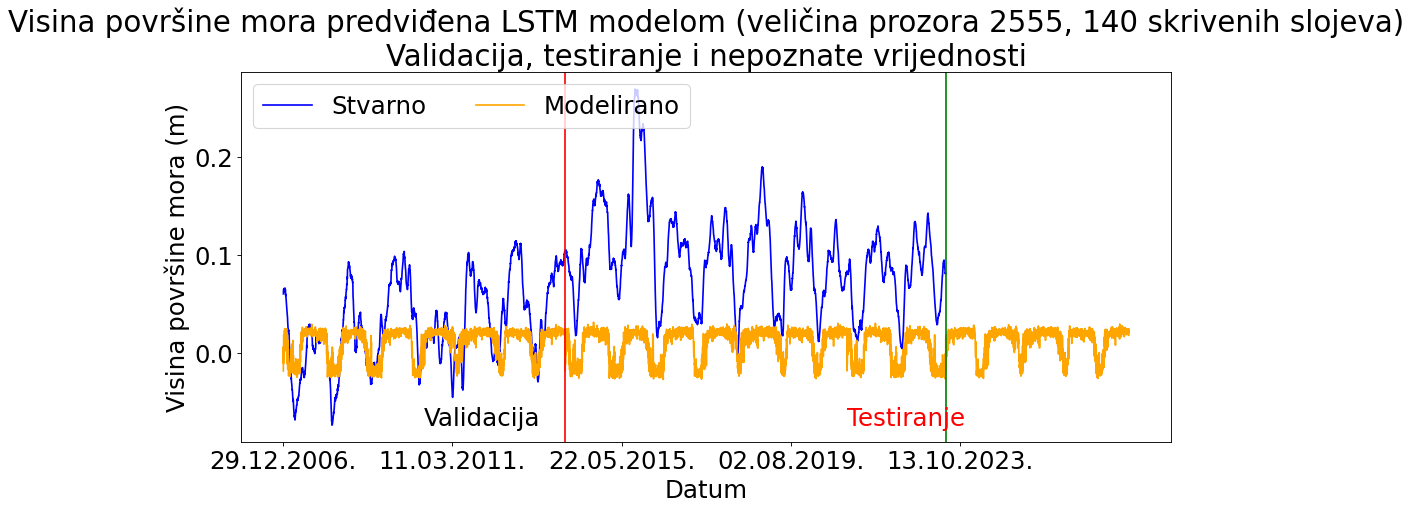 Visina površine mora predviđena LSTM modelom (veličina prozora 2555, 140 skrivenih slojeva)
Validacija, testiranje i nepoznate vrijednosti
Stvarno
Modelirano
Visina površine mora (m)
0.2
0.1
0.0
Validacija
Testiranje
29.12.2006.
11.03.2011.
22.05.2015.
02.08.2019.
13.10.2023.
Datum